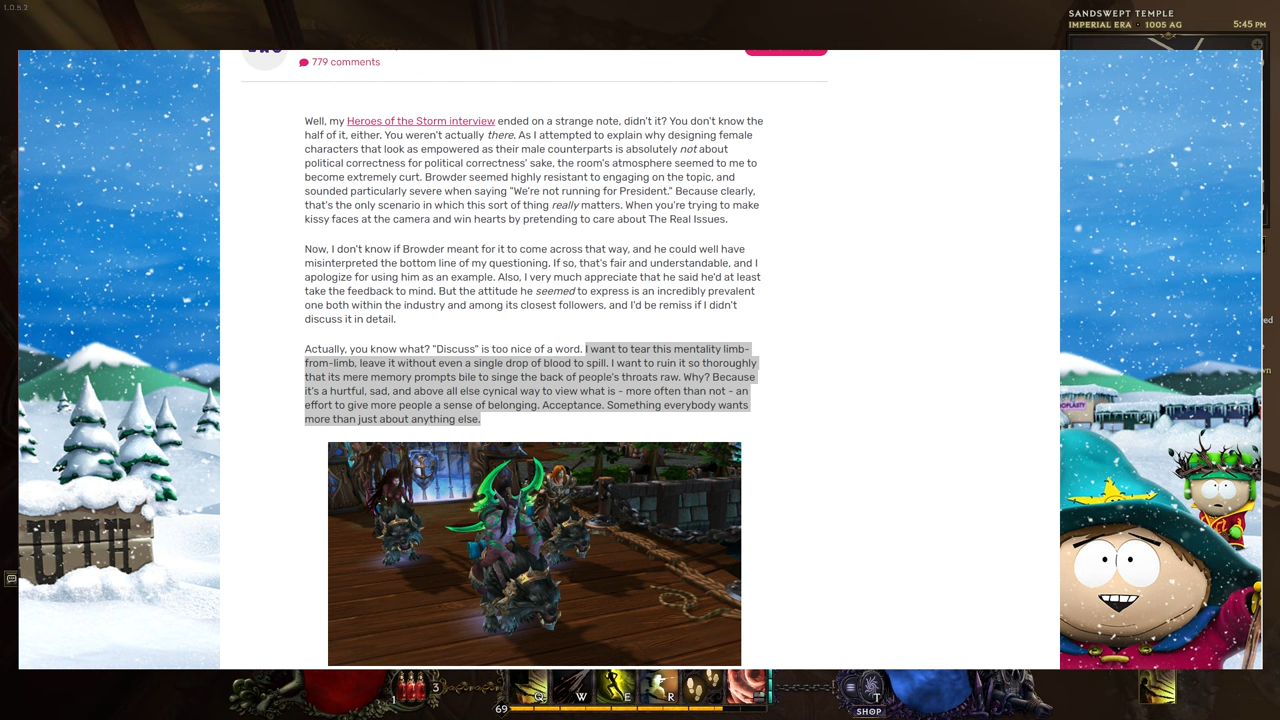 1.0.5.2
SANDSWEPT TEMPLE
IMPERIAL ERA · 1005 AG
5:45 PM
779 comments
Well, my Heroes of the Storm interview ended on a strange note, didn't it? You don't know the
half of it, either. You weren't actually there. As I attempted to explain why designing female
characters that look as empowered as their male counterparts is absolutely not about
political correctness for political correctness' sake, the room's atmosphere seemed to me to
become extremely curt. Browder seemed highly resistant to engaging on the topic, and
sounded particularly severe when saying "We're not running for President." Because clearly,
that's the only scenario in which this sort of thing really matters. When you're trying to make
kissy faces at the camera and win hearts by pretending to care about The Real Issues.
Now, I don't know if Browder meant for it to come across that way, and he could well have
misinterpreted the bottom line of my questioning. If so, that's fair and understandable, and I
apologize for using him as an example. Also, I very much appreciate that he said he'd at least
take the feedback to mind. But the attitude he seemed to express is an incredibly prevalent
one both within the industry and among its closest followers, and I'd be remiss if I didn't
discuss it in detail.
Actually, you know what? "Discuss" is too nice of a word. I want to tear this mentality limb-
from-limb, leave it without even a single drop of blood to spill. I want to ruin it so thoroughly
that its mere memory prompts bile to singe the back of people's throats raw. Why? Because
it's a hurtful, sad, and above all else cynical way to view what is - more often than not - an
effort to give more people a sense of belonging. Acceptance. Something everybody wants
more than just about anything else.
UTH
1
3
Q
W
E
R
T
69
SHOP